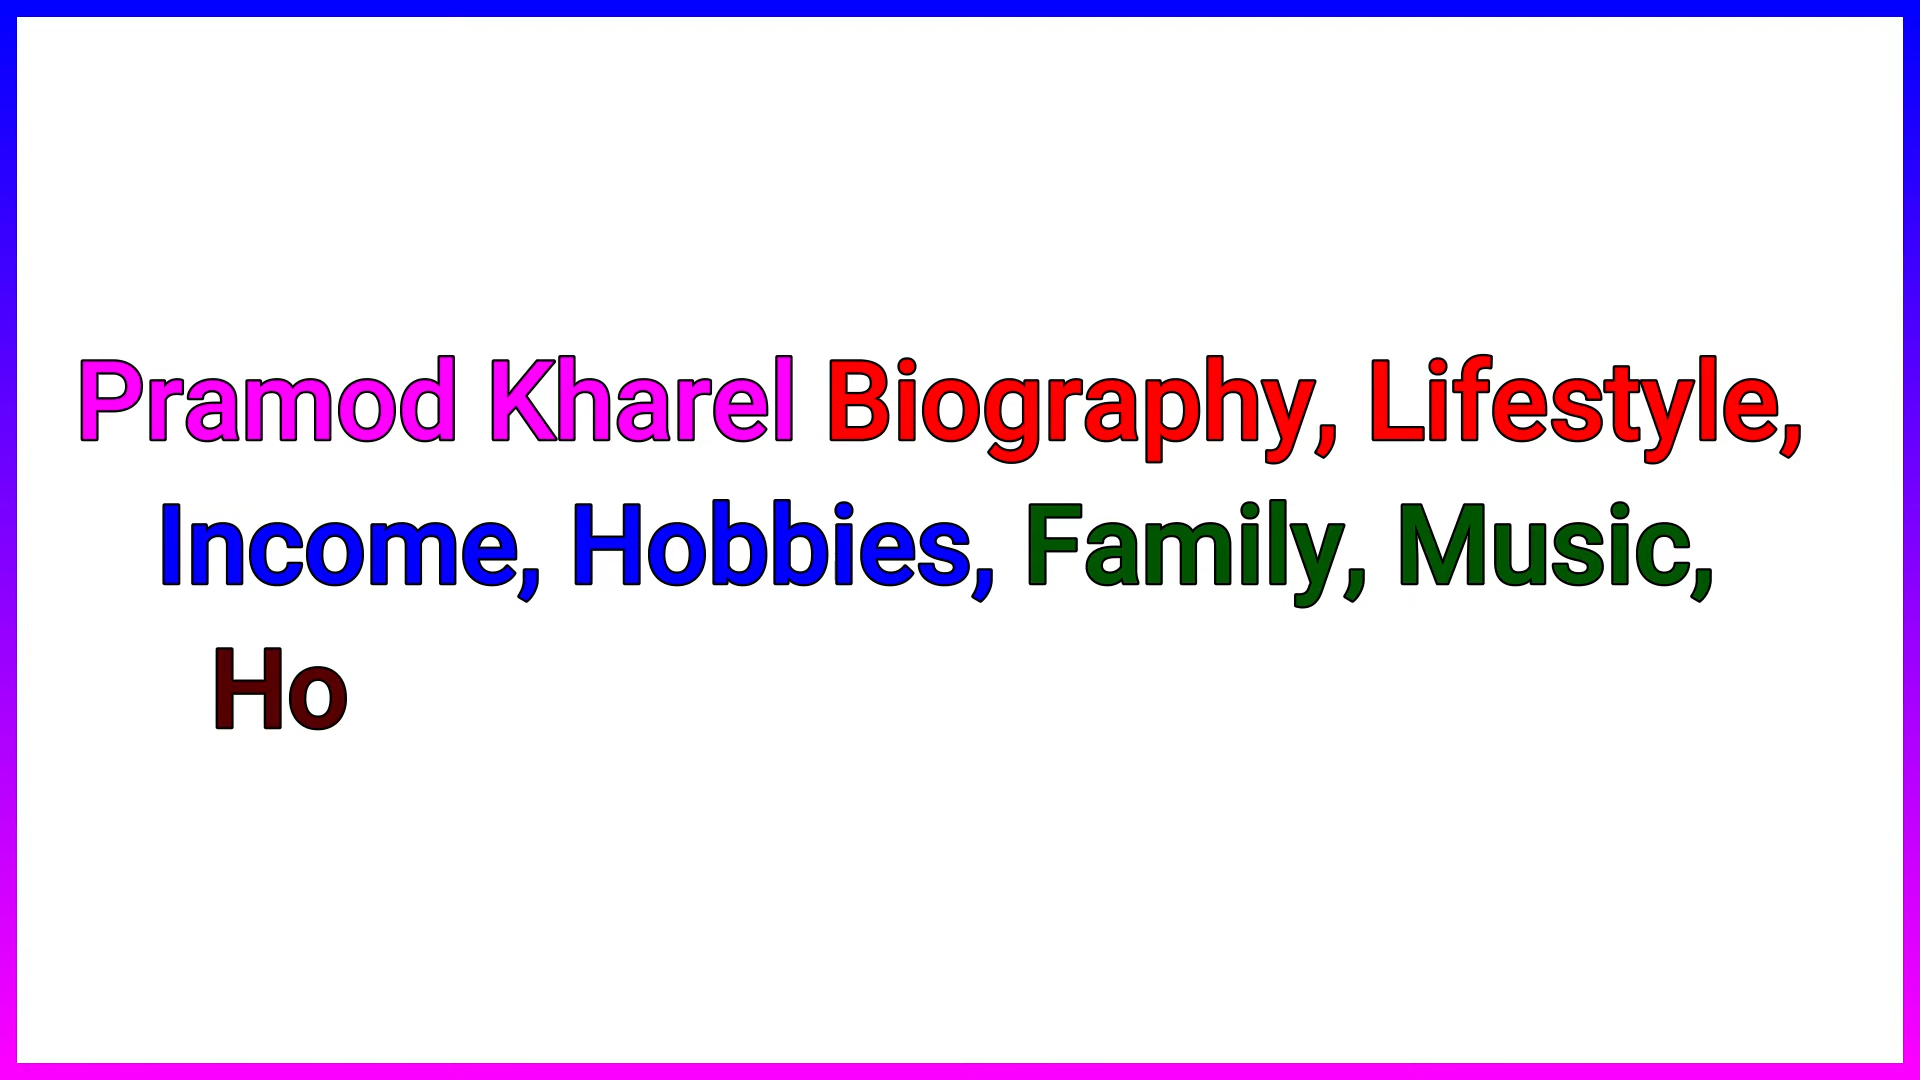 Pramod Kharel Biography, Lifestyle,
Income, Hobbies, Family, Music,
Ho